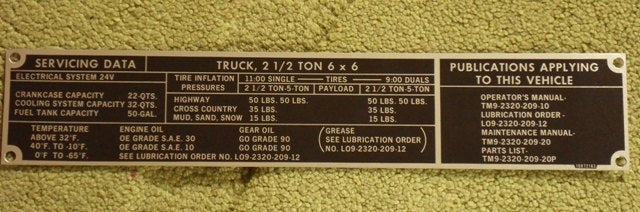 SERVICING DATA
TRUCK, 2 1/2 TON 6 x 6
PUBLICATIONS APPLYING
TO THIS VEHICLE
ELECTRICAL SYSTEM 24V
CRANKCASE CAPACITY 22-QTS.
COOLING SYSTEM CAPACITY 32-QTS.
FUEL TANK CAPACITY 50-GAL.
TIRE INFLATION
PRESSURES
11:00 SINGLE — TIRES — 9:00 DUALS
2 1/2 TON-5-TON PAYLOAD 2 1/2 TON-5-TON
HIGHWAY 50 LBS. 50 LBS. 50 LBS. 50 LBS.
CROSS COUNTRY 35 LBS. 35 LBS.
MUD, SAND, SNOW 15 LBS. 15 LBS.
TEMPERATURE ENGINE OIL GEAR OIL
ABOVE 32°F. OE GRADE S.A.E. 30 GO GRADE 90
40°F. TO -10°F. OE GRADE S.A.E. 10 GO GRADE 90
0°F TO -65°F. SEE LUBRICATION ORDER NO. LO9-2320-209-12
(GREASE
SEE LUBRICATION ORDER)
NO. LO9-2320-209-12
OPERATOR'S MANUAL-
TM9-2320-209-10
LUBRICATION ORDER -
LO9-2320-209-12
MAINTENANCE MANUAL-
TM9-2320-209-20
PARTS LIST-
TM9-2320-209-20P